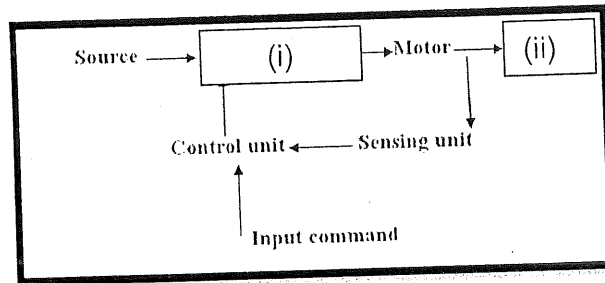 Source (i) Motor (ii)
Control unit Sensing unit
Input command